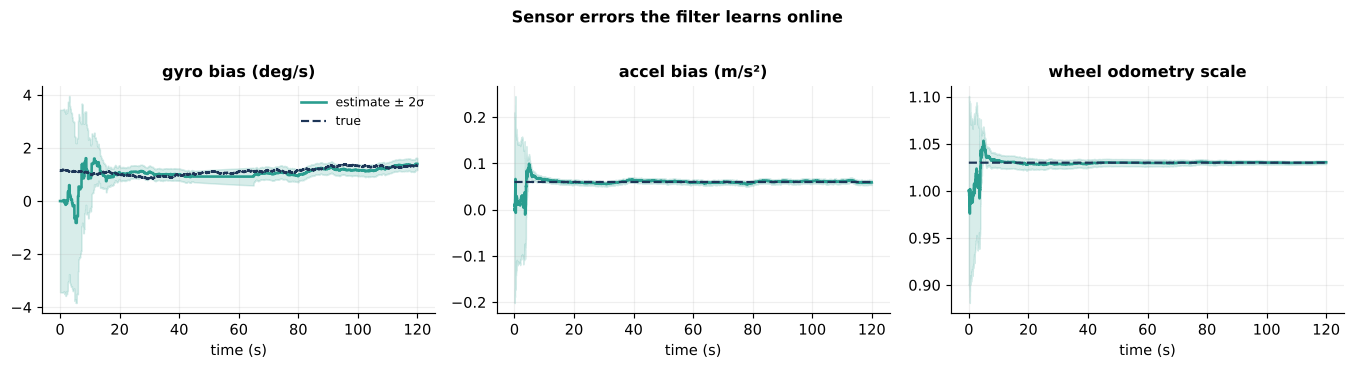 Sensor errors the filter learns online
gyro bias (deg/s)
4
2
0
−2
−4
estimate ± 2σ
true
0 20 40 60 80 100 120
time (s)
accel bias (m/s²)
0.2
0.1
0.0
−0.1
−0.2
0 20 40 60 80 100 120
time (s)
wheel odometry scale
1.10
1.05
1.00
0.95
0.90
0 20 40 60 80 100 120
time (s)